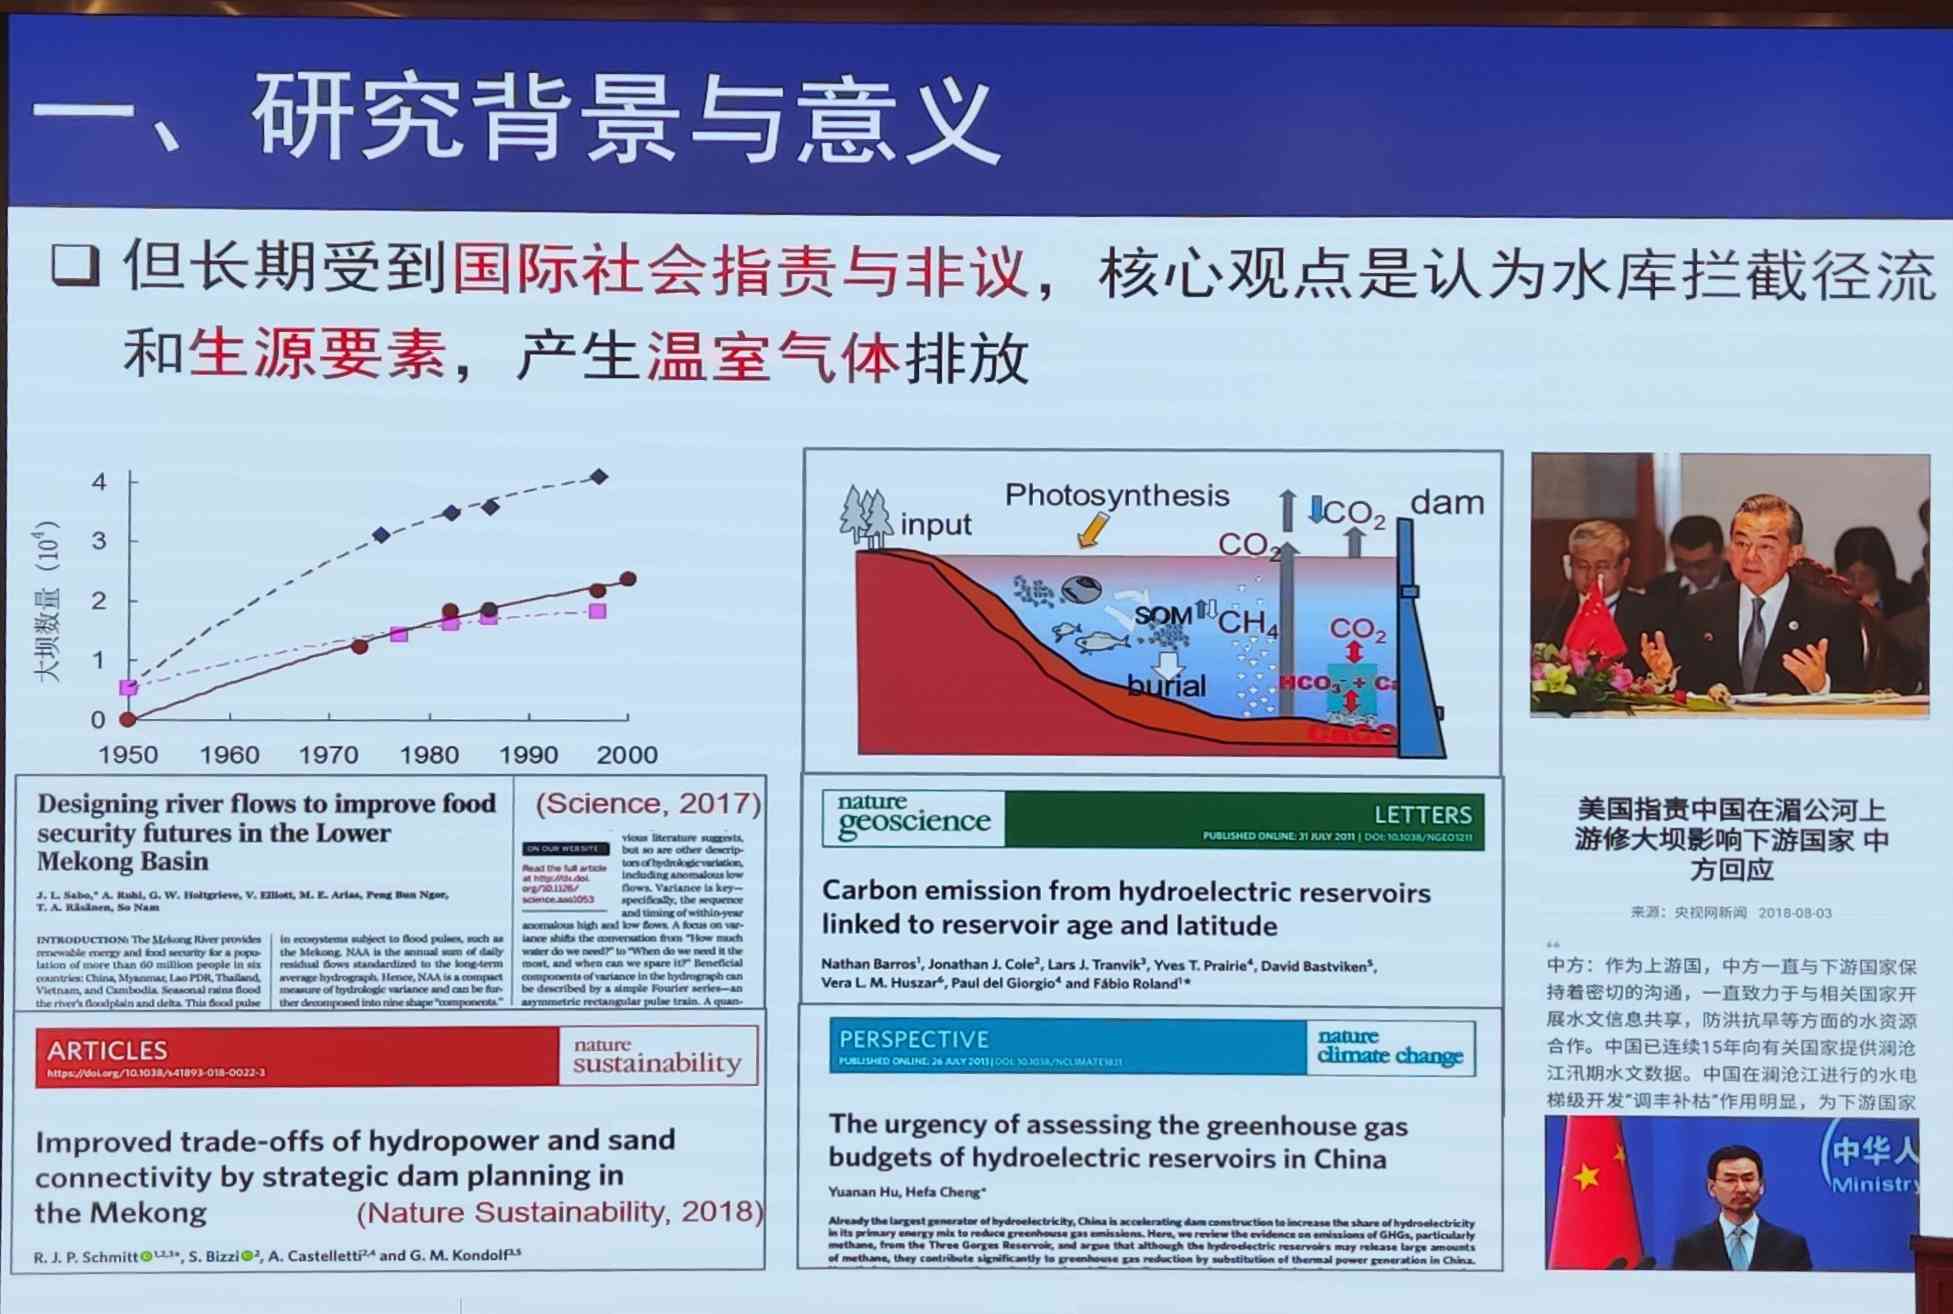 一、研究背景与意义
❑ 但长期受到国际社会指责与非议，核心观点是认为水库拦截径流
和生源要素，产生温室气体排放
大坝数量（10⁴）
4
3
2
1
0
1950 1960 1970 1980 1990 2000
Designing river flows to improve food
security futures in the Lower
Mekong Basin
J. L. Sabo,* A. Ruhi, G. W. Holtgrieve, V. Elliott, M. E. Arias, Peng Bun Ngor,
T. A. Räsänen, So Nam
INTRODUCTION: The Mekong River provides
renewable energy and food security for a popu-
lation of more than 60 million people in six
countries: China, Myanmar, Lao PDR, Thailand,
Vietnam, and Cambodia. Seasonal rains flood
the river's floodplain and delta. This flood pulse
in ecosystems subject to flood pulses, such as
the Mekong. NAA is the annual sum of daily
residual flows standardized to the long-term
average hydrograph. Hence, NAA is a compact
measure of hydrologic variance and can be fur-
ther decomposed into nine shape "components."
(Science, 2017)
ON OUR WEBSITE
Read the full article
at http://dx.doi.
org/10.1126/
science.aao1053
vious literature suggests,
but so are other descrip-
tors of hydrologic variation,
including anomalous low
flows. Variance is key—
specifically, the sequence
and timing of within-year
anomalous high and low flows. A focus on var-
iance shifts the conversation from "How much
water do we need?" to "When do we need it the
most, and when can we spare it?" Beneficial
components of variance in the hydrograph can
be described by a simple Fourier series—an
asymmetric rectangular pulse train. A quan-
ARTICLES
https://doi.org/10.1038/s41893-018-0022-3
nature
sustainability
Improved trade-offs of hydropower and sand
connectivity by strategic dam planning in
the Mekong
(Nature Sustainability, 2018)
R. J. P. Schmitt 1,2,3*, S. Bizzi 2, A. Castelletti2,4 and G. M. Kondolf3,5
input
Photosynthesis
CO₂
CO₂
dam
SOM
CH₄
CO₂
burial
HCO₃⁻ + Ca
CaCO
nature
geoscience
LETTERS
PUBLISHED ONLINE: 31 JULY 2011 | DOI: 10.1038/NGEO1211
Carbon emission from hydroelectric reservoirs
linked to reservoir age and latitude
Nathan Barros¹, Jonathan J. Cole², Lars J. Tranvik³, Yves T. Prairie⁴, David Bastviken⁵,
Vera L. M. Huszar⁶, Paul del Giorgio⁴ and Fábio Roland¹*
PERSPECTIVE
PUBLISHED ONLINE: 26 JULY 2013 | DOI: 10.1038/NCLIMATE1831
nature
climate change
The urgency of assessing the greenhouse gas
budgets of hydroelectric reservoirs in China
Yuanan Hu, Hefa Cheng*
Already the largest generator of hydroelectricity, China is accelerating dam construction to increase the share of hydroelectricity
in its primary energy mix to reduce greenhouse gas emissions. Here, we review the evidence on emissions of GHGs, particularly
methane, from the Three Gorges Reservoir, and argue that although the hydroelectric reservoirs may release large amounts
of methane, they contribute significantly to greenhouse gas reduction by substitution of thermal power generation in China.
美国指责中国在湄公河上
游修大坝影响下游国家 中
方回应
来源：央视网新闻 2018-08-03
“
中方：作为上游国，中方一直与下游国家保
持着密切的沟通，一直致力于与相关国家开
展水文信息共享，防洪抗旱等方面的水资源
合作。中国已连续15年向有关国家提供澜沧
江汛期水文数据。中国在澜沧江进行的水电
梯级开发“调丰补枯”作用明显，为下游国家
中华人
Ministry